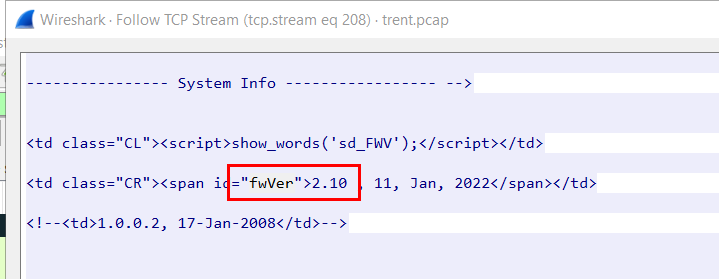 Wireshark · Follow TCP Stream (tcp.stream eq 208) · trent.pcap
--------------- System Info ---------------- -->
<td class="CL"><script>show_words('sd_FWV');</script></td>
<td class="CR"><span id="fwVer">2.10 , 11, Jan, 2022</span></td>
<!--<td>1.0.0.2, 17-Jan-2008</td>-->